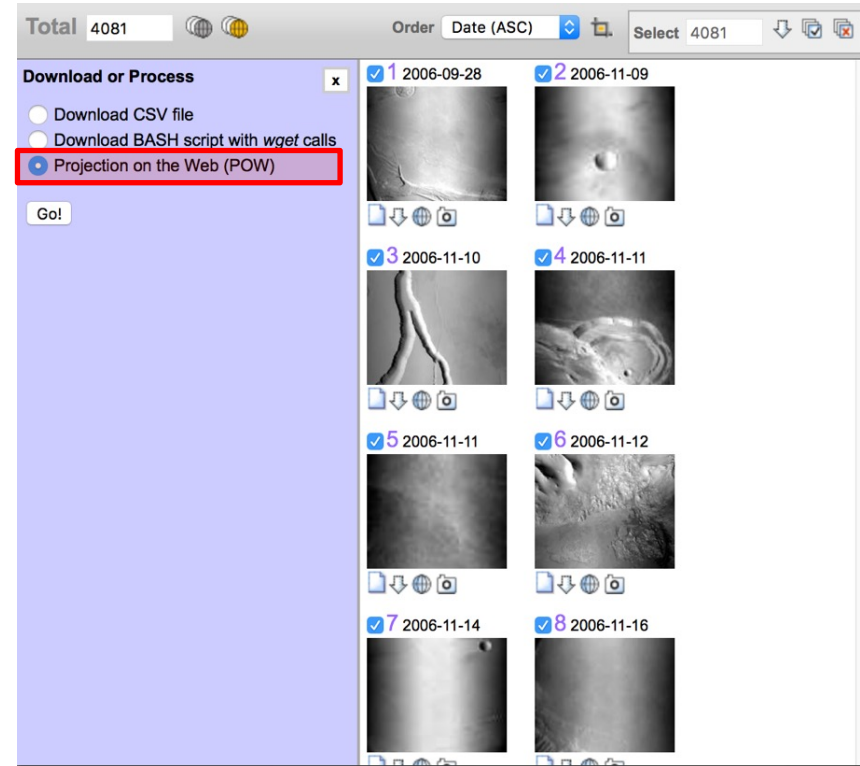 Total 4081 Order Date (ASC) Select 4081
Download or Process x
Download CSV file
Download BASH script with wget calls
Projection on the Web (POW)
Go!
1 2006-09-28 2 2006-11-09
3 2006-11-10 4 2006-11-11
5 2006-11-11 6 2006-11-12
7 2006-11-14 8 2006-11-16